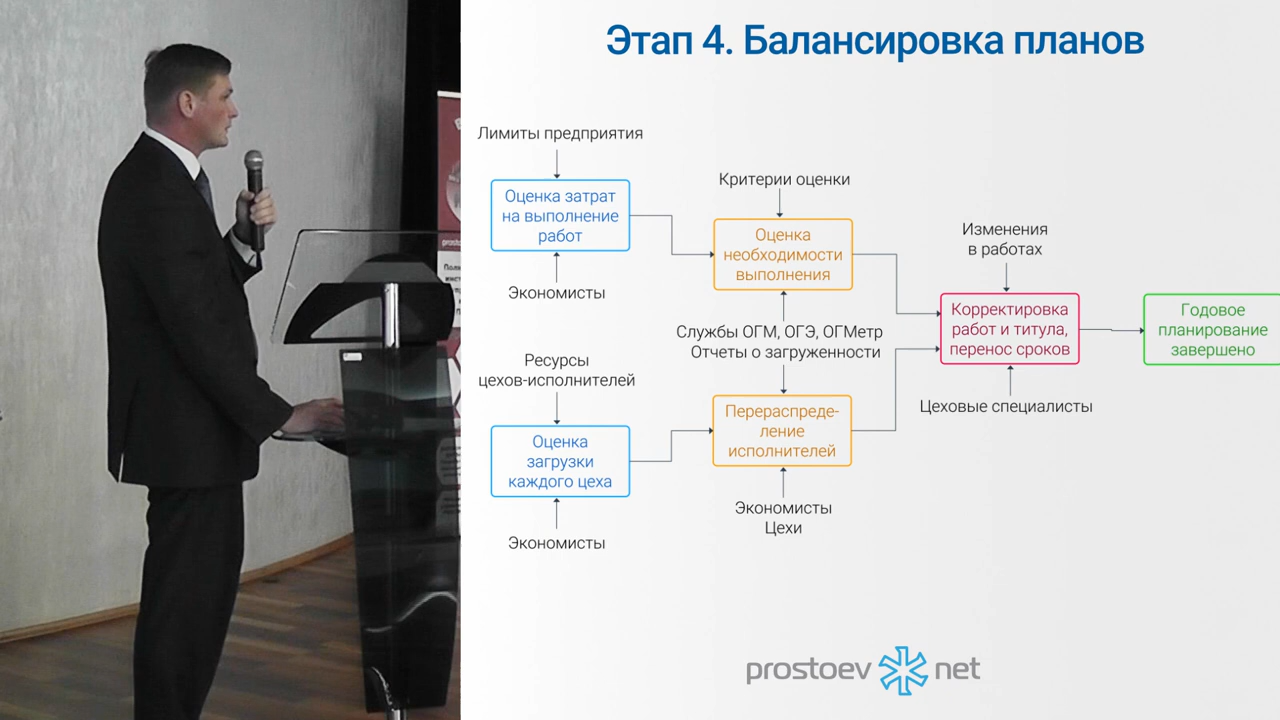 Этап 4. Балансировка планов
Лимиты предприятия
Оценка затрат
на выполнение
работ
Экономисты
Критерии оценки
Оценка
необходимости
выполнения
Службы ОГМ, ОГЭ, ОГМетр
Отчеты о загруженности
Ресурсы
цехов-исполнителей
Оценка
загрузки
каждого цеха
Экономисты
Перераспреде-
ление
исполнителей
Экономисты
Цехи
Изменения
в работах
Корректировка
работ и титула,
перенос сроков
Цеховые специалисты
Годовое
планирование
завершено
prostoev net